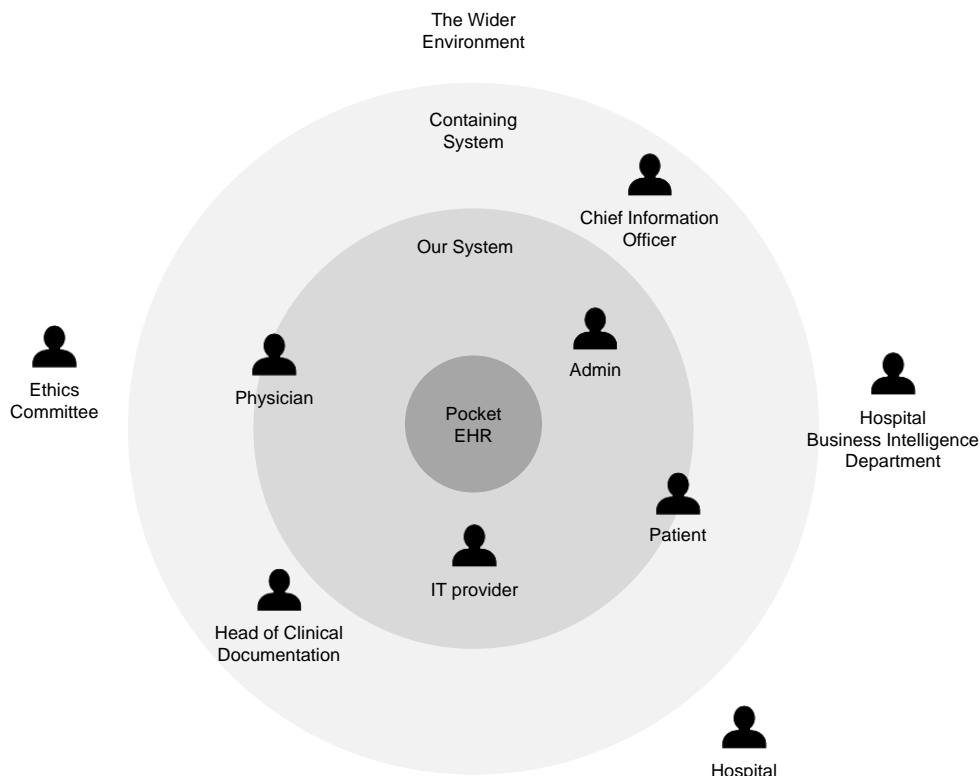 The Wider
Environment
Containing
System
Chief Information
Officer
Our System
Admin
Physician
Ethics
Committee
Pocket
EHR
Hospital
Business Intelligence
Department
Patient
IT provider
Head of Clinical
Documentation
Hospital